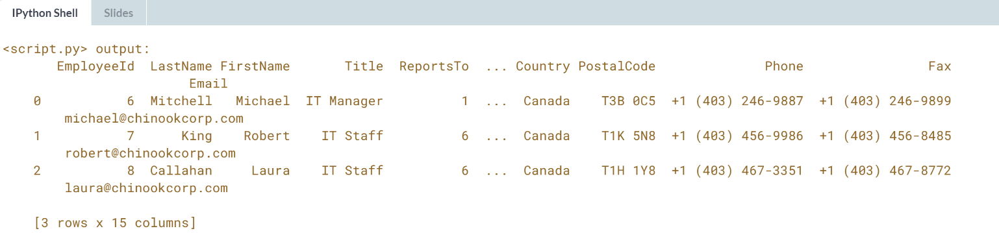 IPython Shell Slides
<script.py> output:
EmployeeId LastName FirstName Title ReportsTo ... Country PostalCode Phone Fax
Email
0 6 Mitchell Michael IT Manager 1 ... Canada T3B 0C5 +1 (403) 246-9887 +1 (403) 246-9899
michael@chinookcorp.com
1 7 King Robert IT Staff 6 ... Canada T1K 5N8 +1 (403) 456-9986 +1 (403) 456-8485
robert@chinookcorp.com
2 8 Callahan Laura IT Staff 6 ... Canada T1H 1Y8 +1 (403) 467-3351 +1 (403) 467-8772
laura@chinookcorp.com
[3 rows x 15 columns]